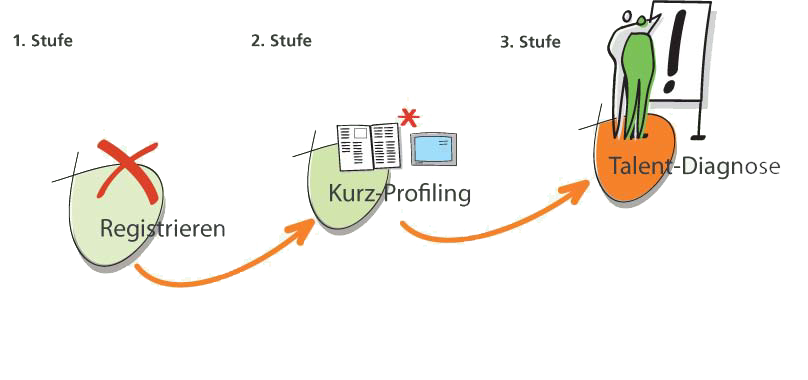 1. Stufe
2. Stufe
3. Stufe
Registrieren
Kurz-Profiling
Talent-Diagnose
!